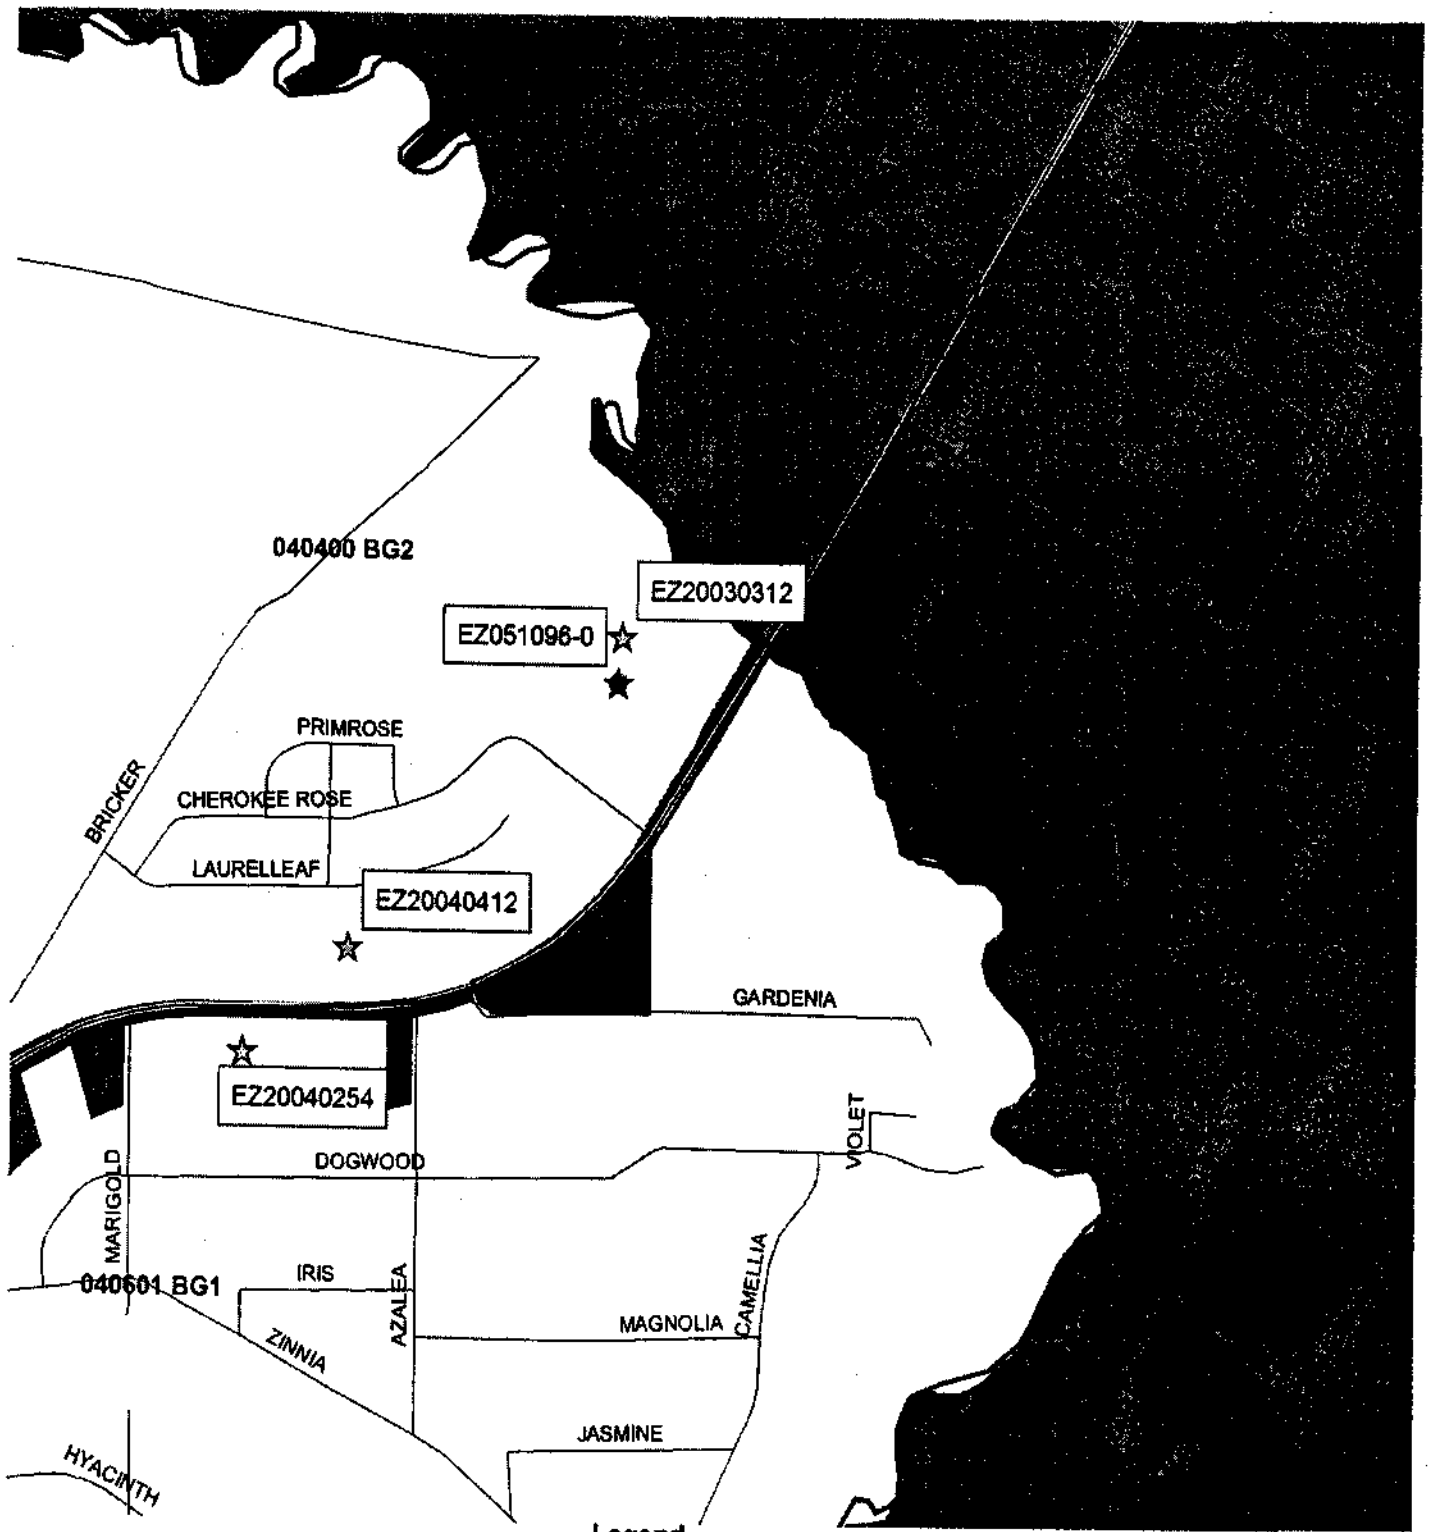 040400 BG2
EZ20030312
EZ051096-0
PRIMROSE
BRICKER
CHEROKEE ROSE
LAURELLEAF
EZ20040412
GARDENIA
EZ20040254
VIOLET
DOGWOOD
MARIGOLD
040601 BG1
IRIS
AZALEA
CAMELLIA
MAGNOLIA
ZINNIA
JASMINE
HYACINTH
Legend